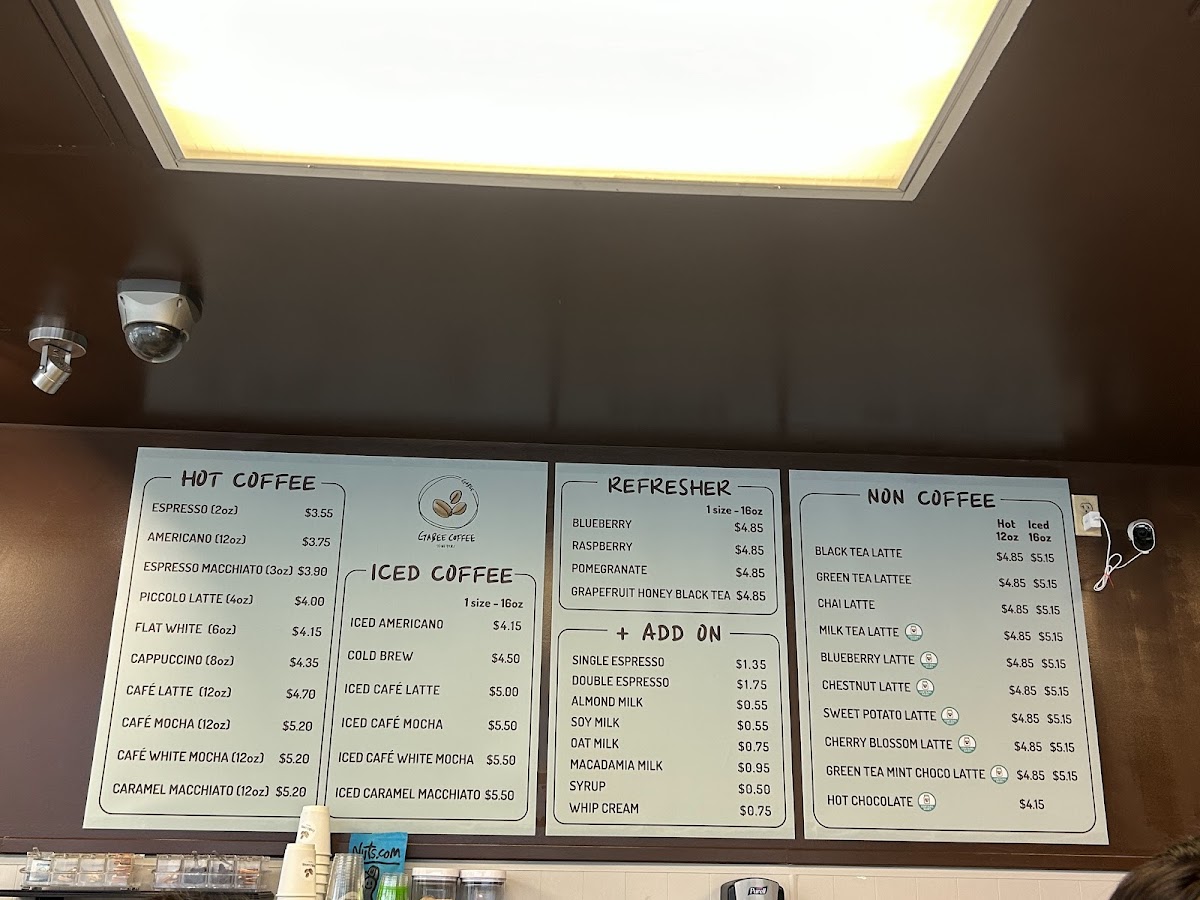 HOT COFFEE
ESPRESSO (2oz) $3.55
AMERICANO (12oz) $3.75
ESPRESSO MACCHIATO (3oz) $3.90
PICCOLO LATTE (4oz) $4.00
FLAT WHITE (6oz) $4.15
CAPPUCCINO (8oz) $4.35
CAFÉ LATTE (12oz) $4.70
CAFÉ MOCHA (12oz) $5.20
CAFÉ WHITE MOCHA (12oz) $5.20
CARAMEL MACCHIATO (12oz) $5.20
GABEE COFFEE
ICED COFFEE
1 size - 16oz
ICED AMERICANO $4.15
COLD BREW $4.50
ICED CAFÉ LATTE $5.00
ICED CAFÉ MOCHA $5.50
ICED CAFÉ WHITE MOCHA $5.50
ICED CARAMEL MACCHIATO $5.50
REFRESHER
1 size - 16oz
BLUEBERRY $4.85
RASPBERRY $4.85
POMEGRANATE $4.85
GRAPEFRUIT HONEY BLACK TEA $4.85
+ ADD ON
SINGLE ESPRESSO $1.35
DOUBLE ESPRESSO $1.75
ALMOND MILK $0.55
SOY MILK $0.55
OAT MILK $0.75
MACADAMIA MILK $0.95
SYRUP $0.50
WHIP CREAM $0.75
NON COFFEE
Hot Iced
12oz 16oz
BLACK TEA LATTE $4.85 $5.15
GREEN TEA LATTEE $4.85 $5.15
CHAI LATTE $4.85 $5.15
MILK TEA LATTE $4.85 $5.15
BLUEBERRY LATTE $4.85 $5.15
CHESTNUT LATTE $4.85 $5.15
SWEET POTATO LATTE $4.85 $5.15
CHERRY BLOSSOM LATTE $4.85 $5.15
GREEN TEA MINT CHOCO LATTE $4.85 $5.15
HOT CHOCOLATE $4.15
Nuts.com
Purell